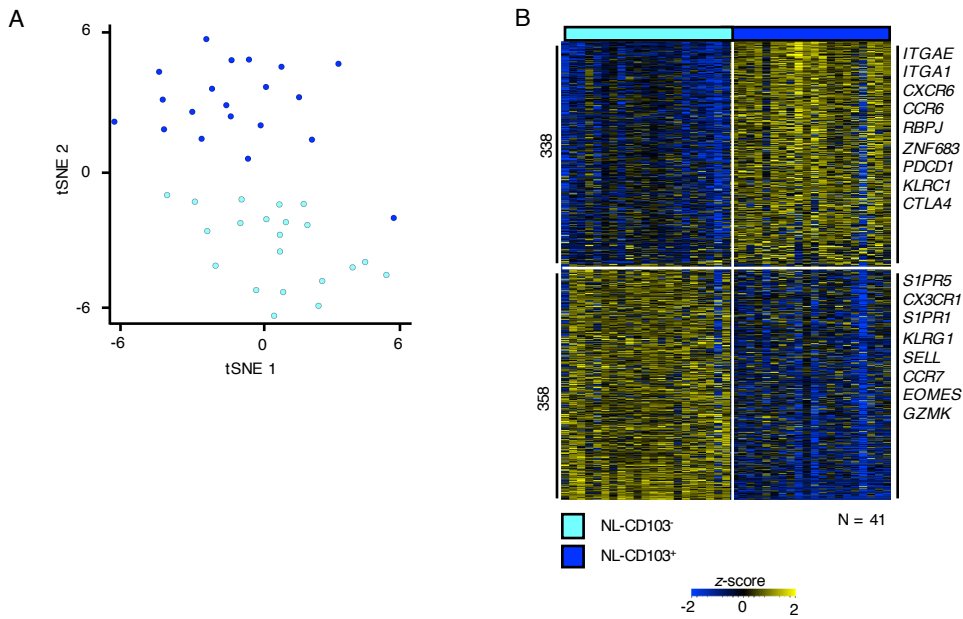 A
6
0
-6
tSNE 2
-6
0
6
tSNE 1
B
338
358
ITGAE
ITGA1
CXCR6
CCR6
RBPJ
ZNF683
PDCD1
KLRC1
CTLA4
S1PR5
CX3CR1
S1PR1
KLRG1
SELL
CCR7
EOMES
GZMK
NL-CD103-
NL-CD103+
N = 41
z-score
-2
0
2